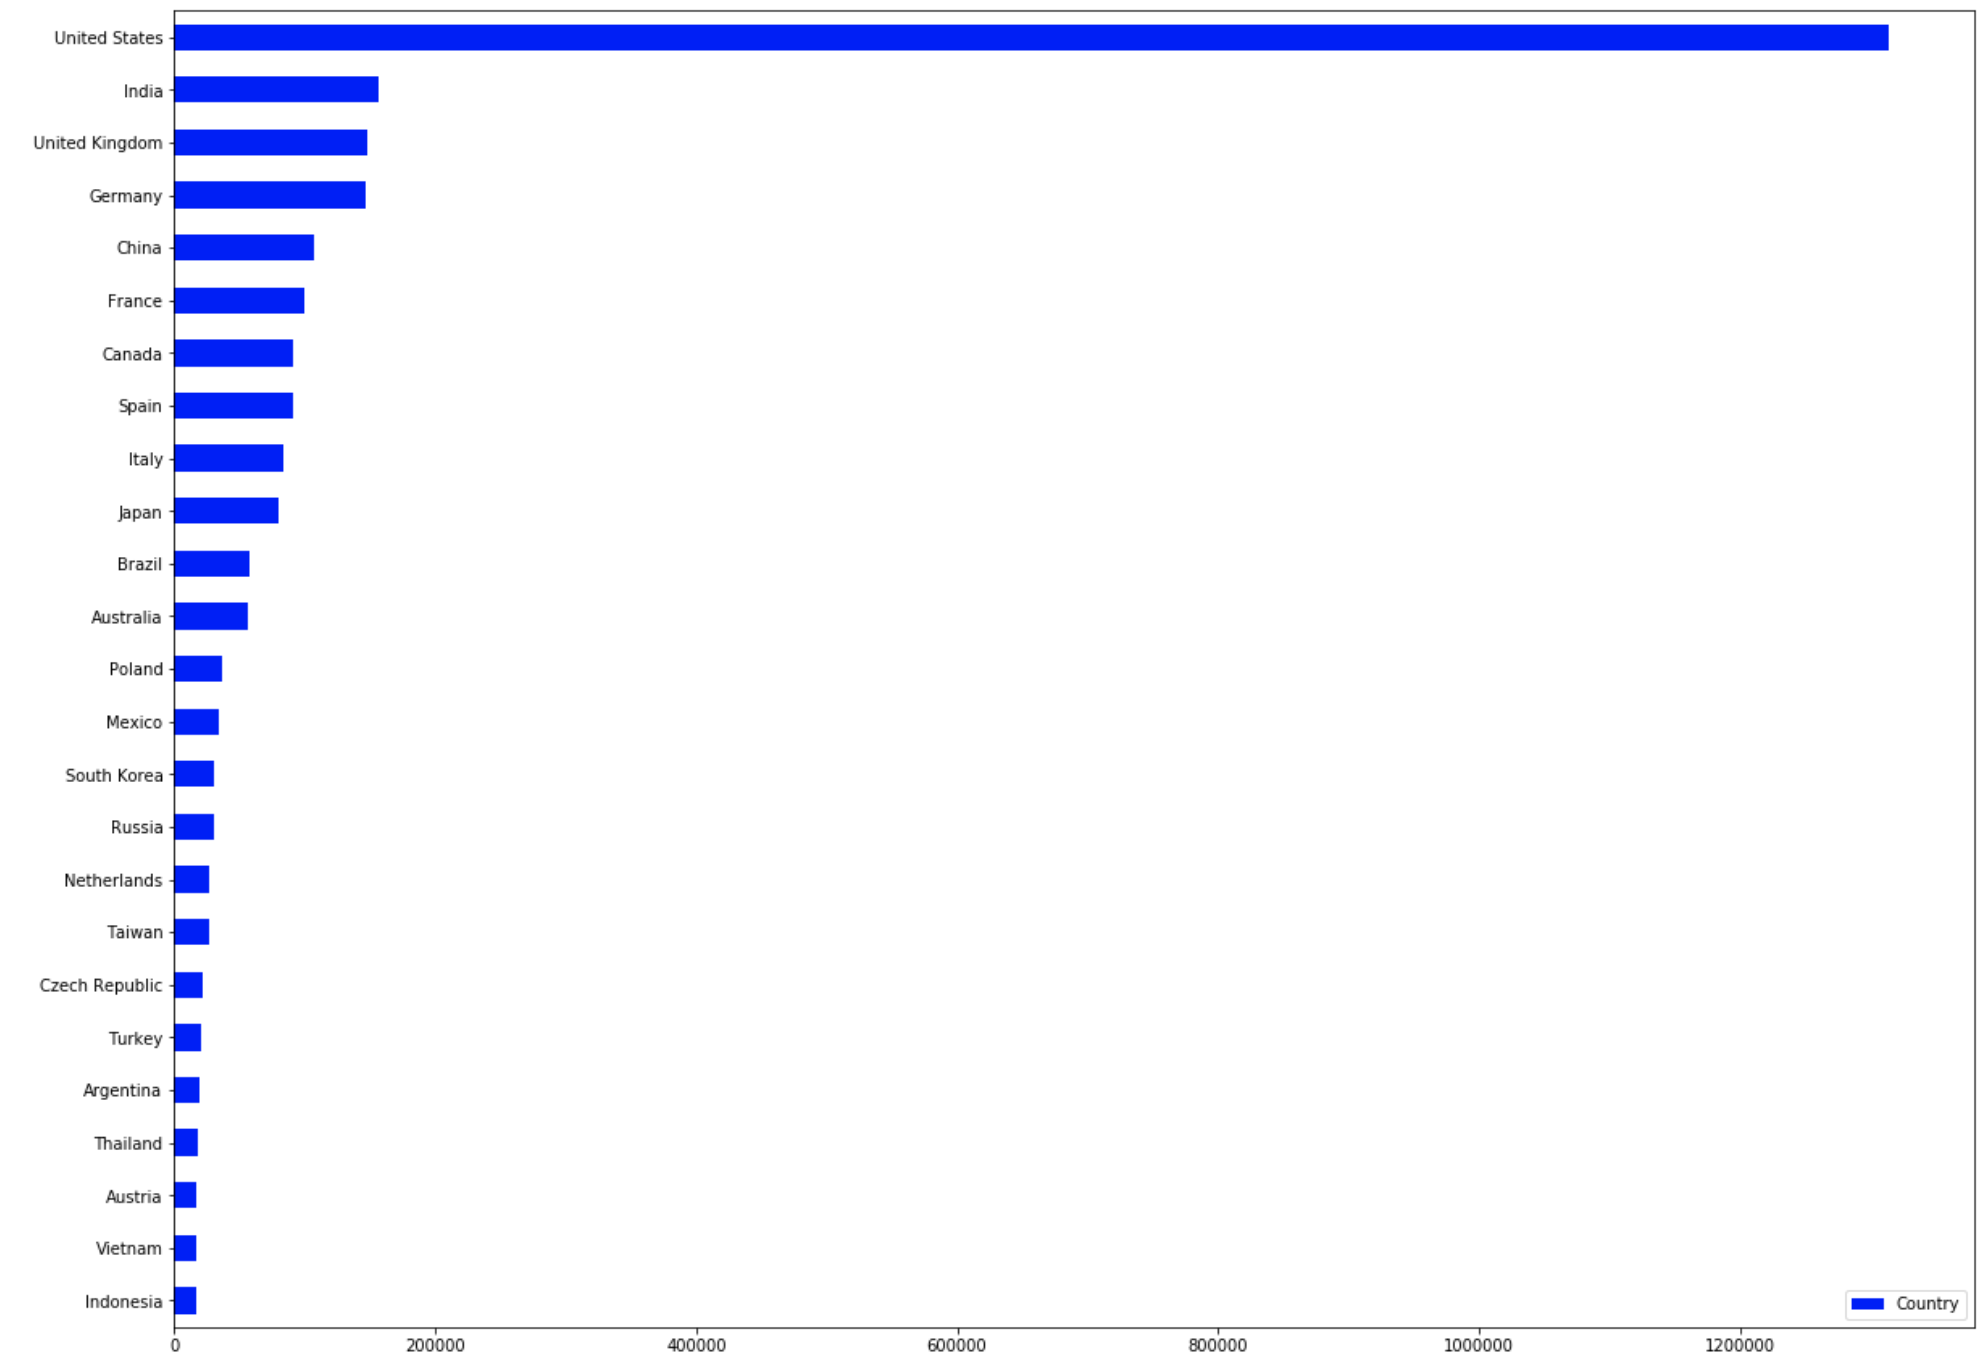 United States
India
United Kingdom
Germany
China
France
Canada
Spain
Italy
Japan
Brazil
Australia
Poland
Mexico
South Korea
Russia
Netherlands
Taiwan
Czech Republic
Turkey
Argentina
Thailand
Austria
Vietnam
Indonesia
Country
0 200000 400000 600000 800000 1000000 1200000